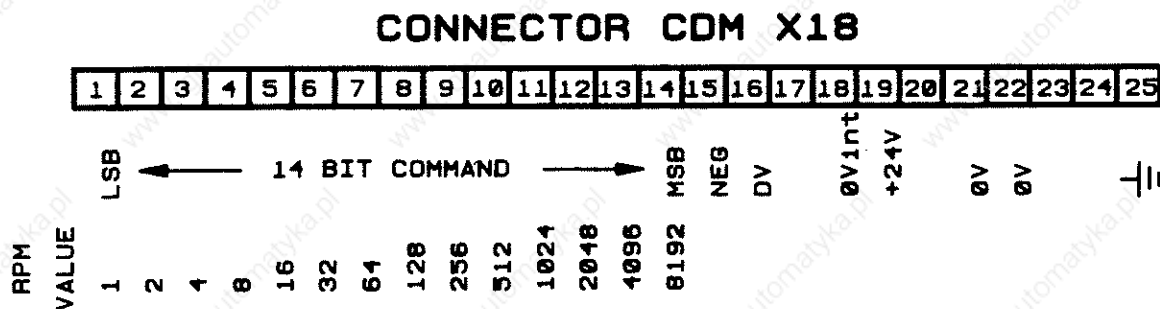 CONNECTOR CDM X18
1 2 3 4 5 6 7 8 9 10 11 12 13 14 15 16 17 18 19 20 21 22 23 24 25
LSB 14 BIT COMMAND MSB NEG DV 0Vint +24V 0V 0V
RPM
VALUE 1 2 4 8 16 32 64 128 256 512 1024 2048 4096 8192